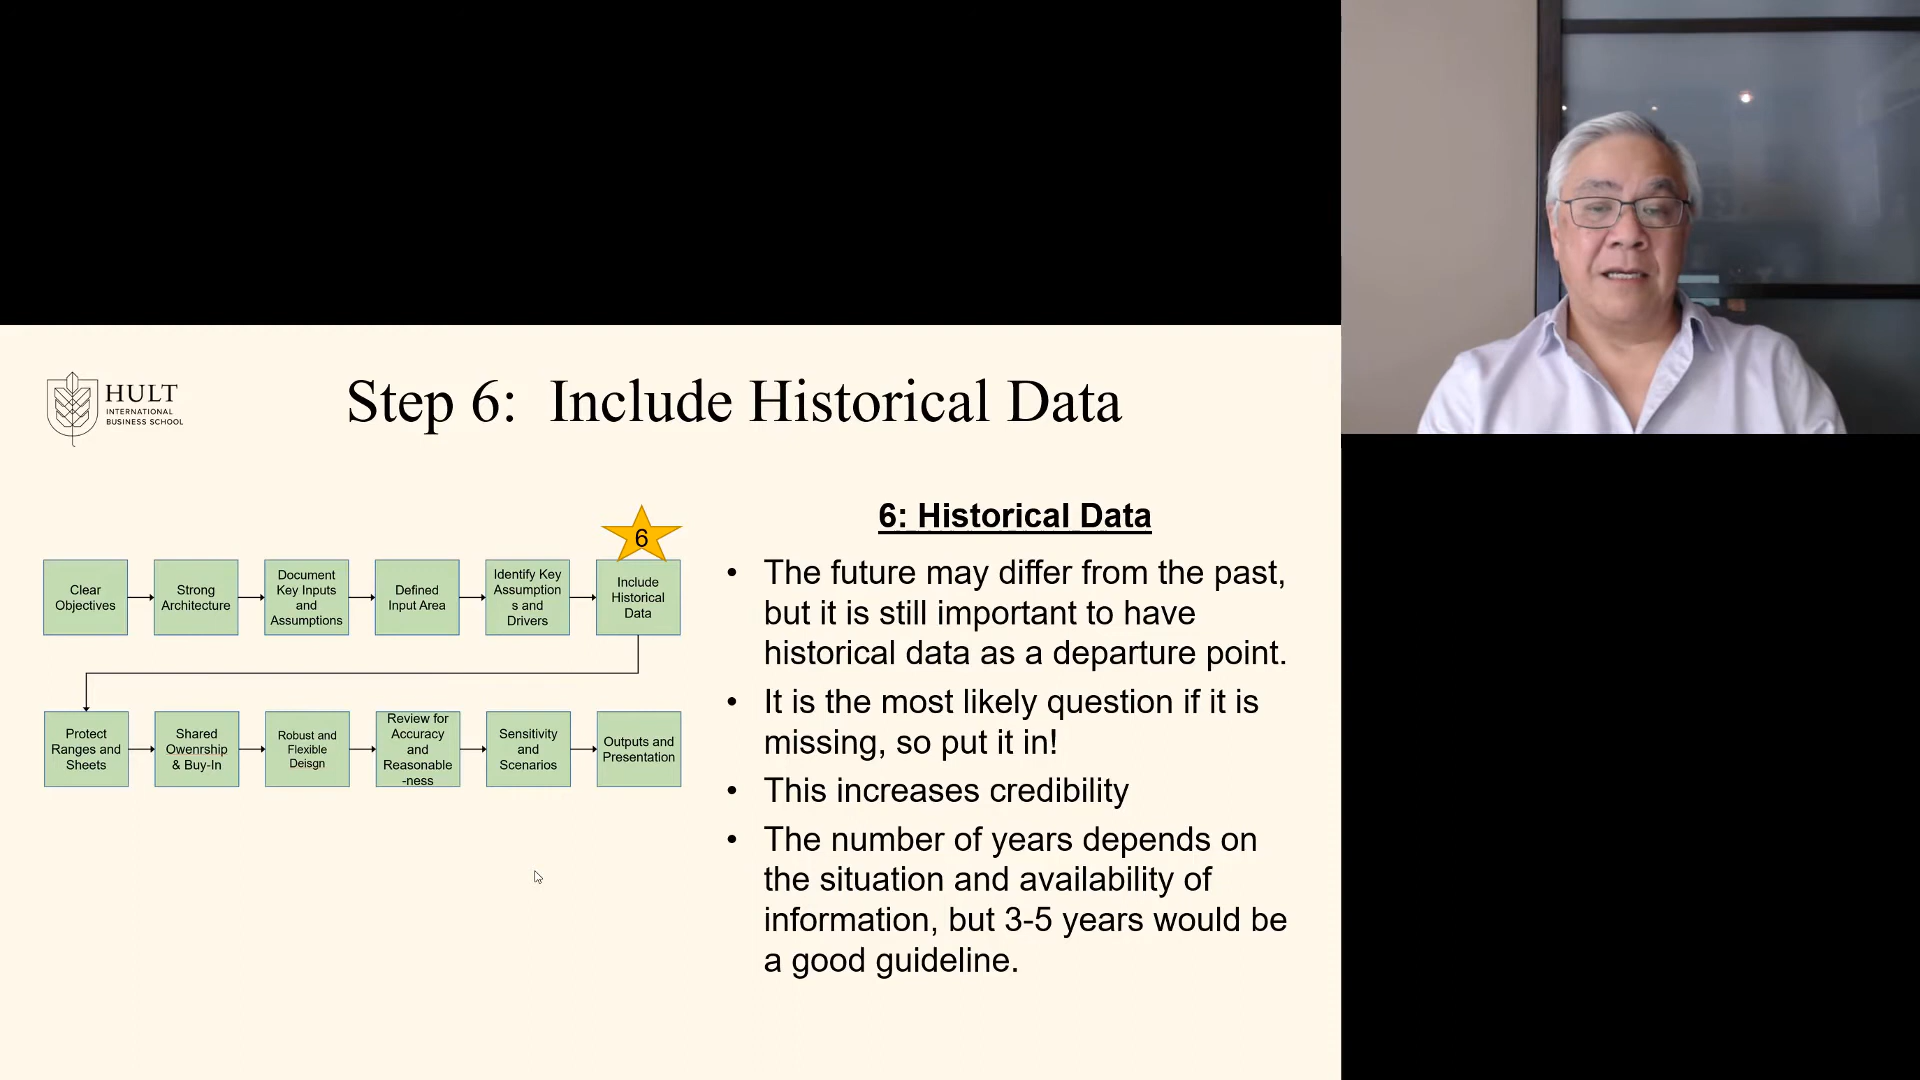 HULT
INTERNATIONAL
BUSINESS SCHOOL
Step 6: Include Historical Data
6
Clear
Objectives
Strong
Architecture
Document
Key Inputs
and
Assumptions
Defined
Input Area
Identify Key
Assumption
s and
Drivers
Include
Historical
Data
Protect
Ranges and
Sheets
Shared
Owenrship
& Buy-In
Robust and
Flexible
Deisgn
Review for
Accuracy
and
Reasonable
-ness
Sensitivity
and
Scenarios
Outputs and
Presentation
6: Historical Data
• The future may differ from the past,
but it is still important to have
historical data as a departure point.
• It is the most likely question if it is
missing, so put it in!
• This increases credibility
• The number of years depends on
the situation and availability of
information, but 3-5 years would be
a good guideline.